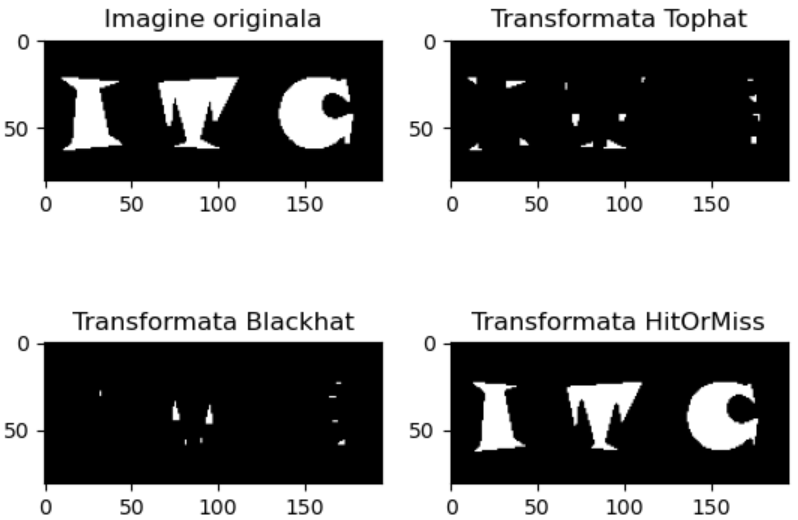 Imagine originala
Transformata Tophat
0
50
0 50 100 150
0
50
0 50 100 150
I T C
Transformata Blackhat
Transformata HitOrMiss
0
50
0 50 100 150
0
50
0 50 100 150
I T C